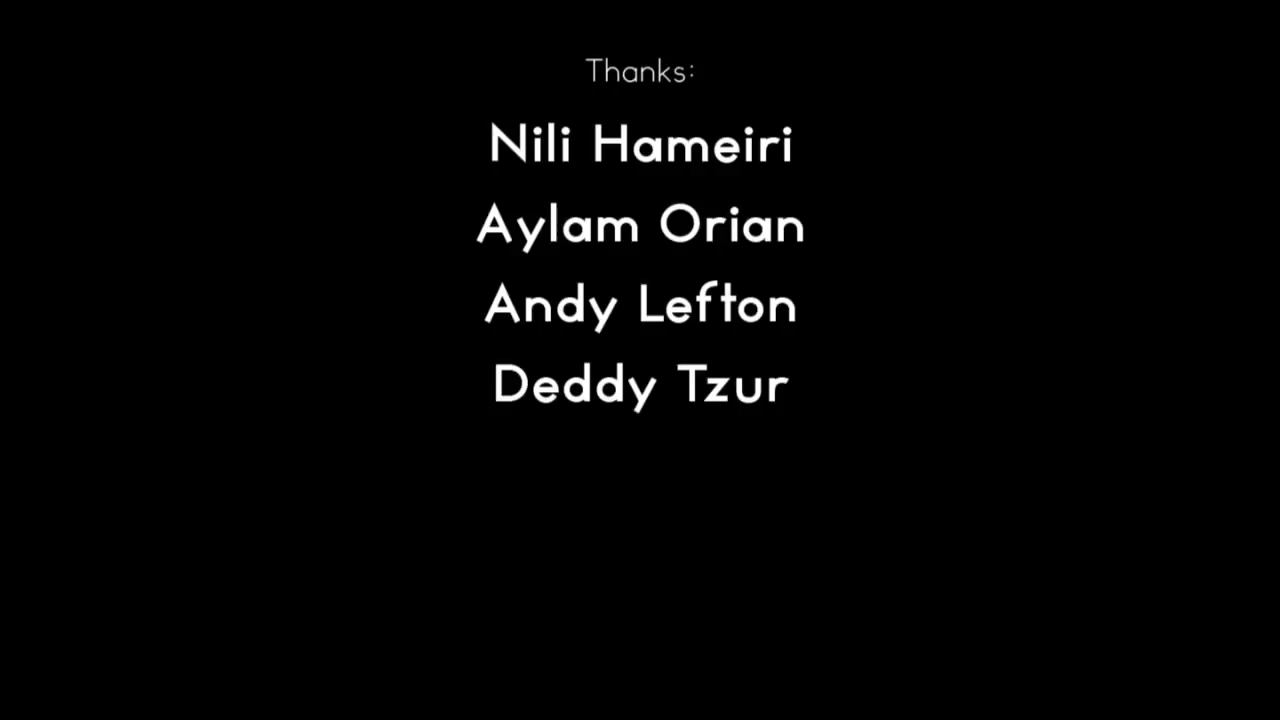 Thanks:
Nili Hameiri
Aylam Orian
Andy Lefton
Deddy Tzur